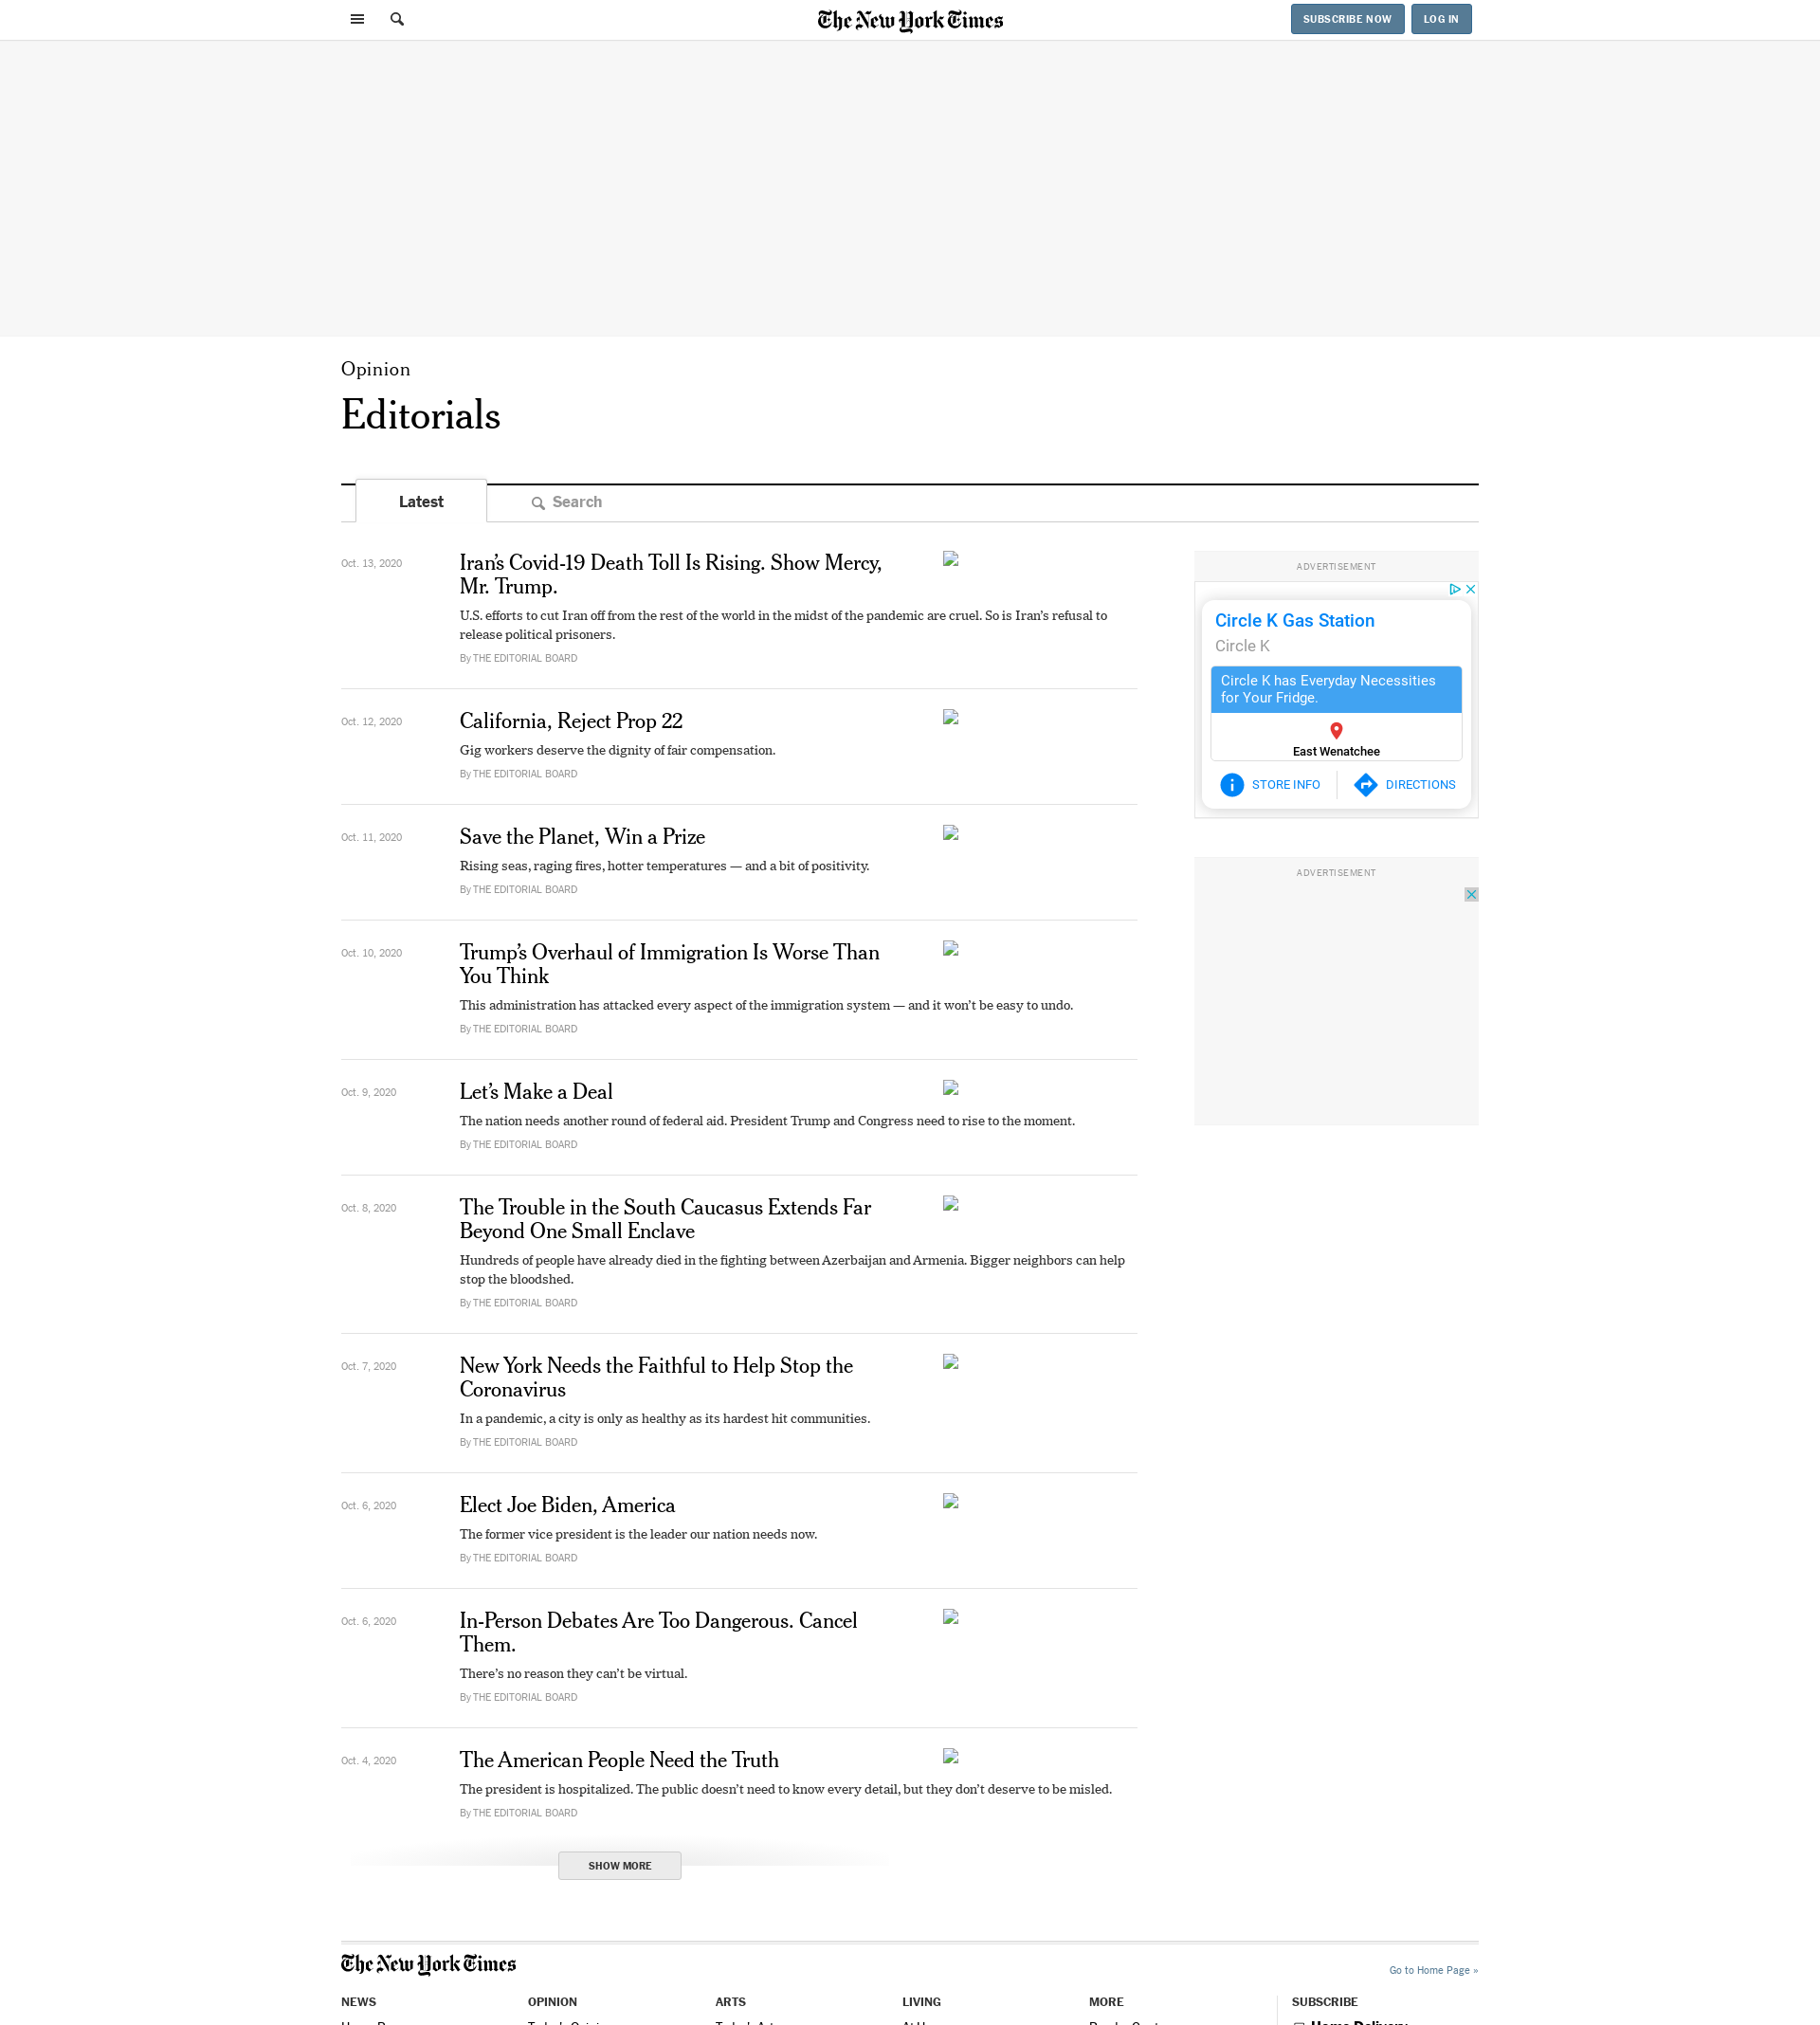 The New York Times
SUBSCRIBE NOW
LOG IN
Opinion
Editorials
Latest
Search
Oct. 13, 2020
Iran's Covid-19 Death Toll Is Rising. Show Mercy,
Mr. Trump.
U.S. efforts to cut Iran off from the rest of the world in the midst of the pandemic are cruel. So is Iran's refusal to
release political prisoners.
By THE EDITORIAL BOARD
Oct. 12, 2020
California, Reject Prop 22
Gig workers deserve the dignity of fair compensation.
By THE EDITORIAL BOARD
Oct. 11, 2020
Save the Planet, Win a Prize
Rising seas, raging fires, hotter temperatures — and a bit of positivity.
By THE EDITORIAL BOARD
Oct. 10, 2020
Trump's Overhaul of Immigration Is Worse Than
You Think
This administration has attacked every aspect of the immigration system — and it won't be easy to undo.
By THE EDITORIAL BOARD
Oct. 9, 2020
Let's Make a Deal
The nation needs another round of federal aid. President Trump and Congress need to rise to the moment.
By THE EDITORIAL BOARD
Oct. 8, 2020
The Trouble in the South Caucasus Extends Far
Beyond One Small Enclave
Hundreds of people have already died in the fighting between Azerbaijan and Armenia. Bigger neighbors can help
stop the bloodshed.
By THE EDITORIAL BOARD
Oct. 7, 2020
New York Needs the Faithful to Help Stop the
Coronavirus
In a pandemic, a city is only as healthy as its hardest hit communities.
By THE EDITORIAL BOARD
Oct. 6, 2020
Elect Joe Biden, America
The former vice president is the leader our nation needs now.
By THE EDITORIAL BOARD
Oct. 6, 2020
In-Person Debates Are Too Dangerous. Cancel
Them.
There's no reason they can't be virtual.
By THE EDITORIAL BOARD
Oct. 4, 2020
The American People Need the Truth
The president is hospitalized. The public doesn't need to know every detail, but they don't deserve to be misled.
By THE EDITORIAL BOARD
SHOW MORE
ADVERTISEMENT
Circle K Gas Station
Circle K
Circle K has Everyday Necessities
for Your Fridge.
East Wenatchee
STORE INFO
DIRECTIONS
ADVERTISEMENT
The New York Times
Go to Home Page »
NEWS
OPINION
ARTS
LIVING
MORE
SUBSCRIBE
Home Delivery